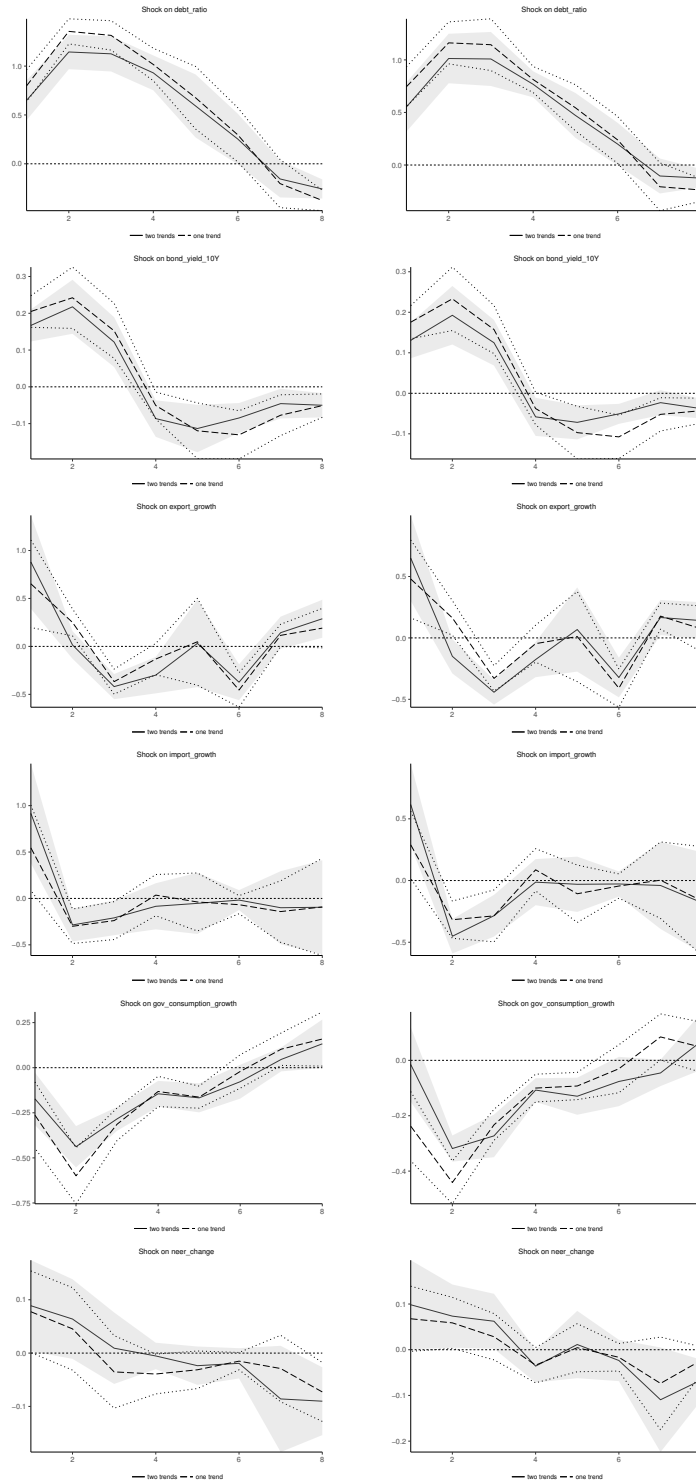 Shock on debt_ratio
1.0
0.5
0.0
2
4
6
8
two trends
one trend
Shock on debt_ratio
1.0
0.5
0.0
2
4
6
two trends
one trend
Shock on bond_yield_10Y
0.3
0.2
0.1
0.0
−0.1
2
4
6
8
two trends
one trend
Shock on bond_yield_10Y
0.3
0.2
0.1
0.0
−0.1
2
4
6
two trends
one trend
Shock on export_growth
1.0
0.5
0.0
−0.5
2
4
6
8
two trends
one trend
Shock on export_growth
0.5
0.0
−0.5
2
4
6
two trends
one trend
Shock on import_growth
1.0
0.5
0.0
−0.5
2
4
6
8
two trends
one trend
Shock on import_growth
0.5
0.0
−0.5
2
4
6
two trends
one trend
Shock on gov_consumption_growth
0.25
0.00
−0.25
−0.50
−0.75
2
4
6
8
two trends
one trend
Shock on gov_consumption_growth
0.0
−0.2
−0.4
2
4
6
two trends
one trend
Shock on neer_change
0.1
0.0
−0.1
2
4
6
8
two trends
one trend
Shock on neer_change
0.1
0.0
−0.1
−0.2
2
4
6
two trends
one trend